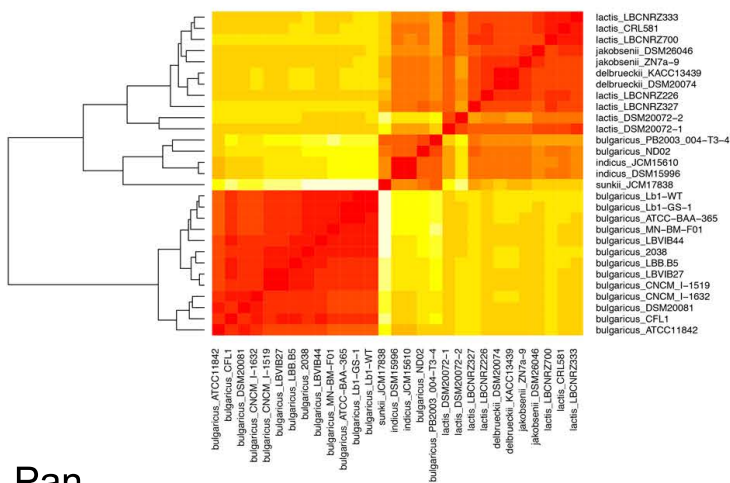 lactis_LBCNRZ333
lactis_CRL581
lactis_LBCNRZ700
jakobsenii_DSM26046
jakobsenii_ZN7a−9
delbrueckii_KACC13439
delbrueckii_DSM20074
lactis_LBCNRZ226
lactis_LBCNRZ327
lactis_DSM20072−2
lactis_DSM20072−1
bulgaricus_PB2003_004−T3−4
bulgaricus_ND02
indicus_JCM15610
indicus_DSM15996
sunkii_JCM17838
bulgaricus_Lb1−WT
bulgaricus_Lb1−GS−1
bulgaricus_ATCC−BAA−365
bulgaricus_MN−BM−F01
bulgaricus_LBVIB44
bulgaricus_2038
bulgaricus_LBB.B5
bulgaricus_LBVIB27
bulgaricus_CNCM_I−1519
bulgaricus_CNCM_I−1632
bulgaricus_DSM20081
bulgaricus_CFL1
bulgaricus_ATCC11842
bulgaricus_ATCC11842
bulgaricus_CFL1
bulgaricus_DSM20081
bulgaricus_CNCM_I−1632
bulgaricus_CNCM_I−1519
bulgaricus_LBVIB27
bulgaricus_LBB.B5
bulgaricus_2038
bulgaricus_LBVIB44
bulgaricus_MN−BM−F01
bulgaricus_ATCC−BAA−365
bulgaricus_Lb1−GS−1
bulgaricus_Lb1−WT
sunkii_JCM17838
indicus_DSM15996
indicus_JCM15610
bulgaricus_ND02
bulgaricus_PB2003_004−T3−4
lactis_DSM20072−1
lactis_DSM20072−2
lactis_LBCNRZ327
lactis_LBCNRZ226
delbrueckii_DSM20074
delbrueckii_KACC13439
jakobsenii_ZN7a−9
jakobsenii_DSM26046
lactis_LBCNRZ700
lactis_CRL581
lactis_LBCNRZ333
Pan